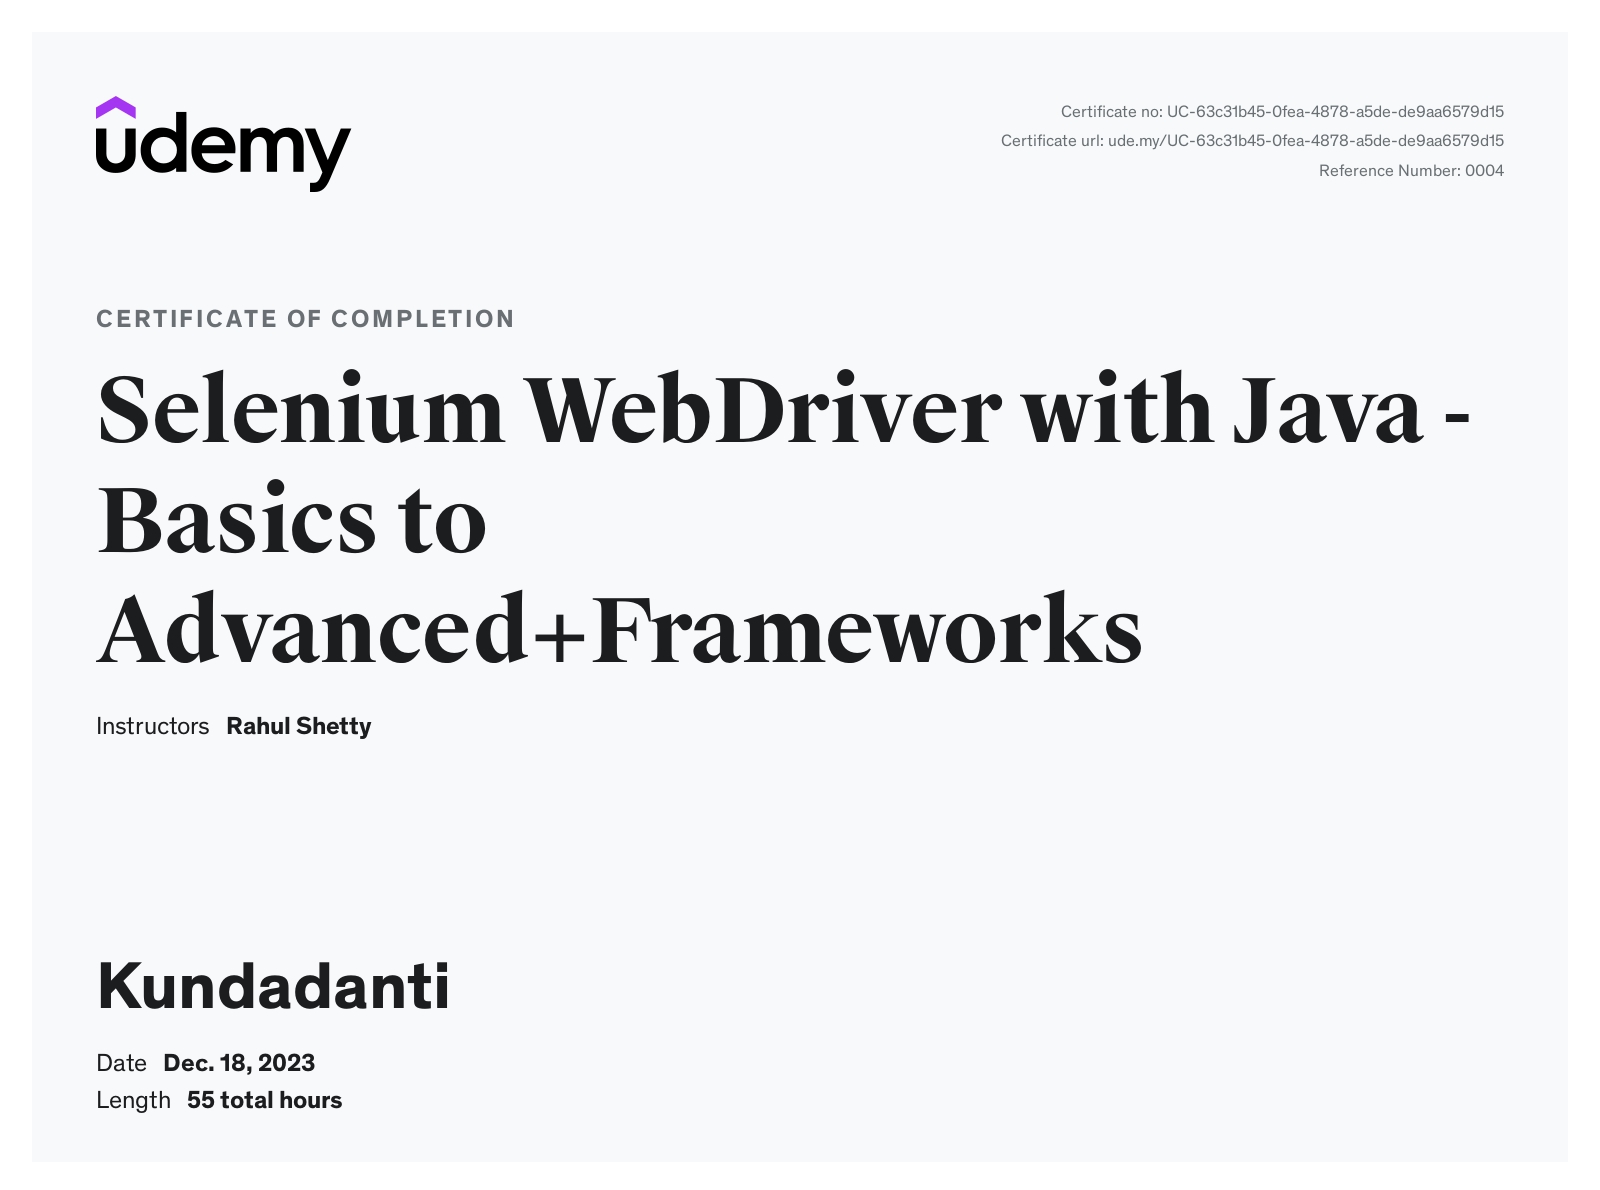 udemy
Certificate no: UC-63c31b45-0fea-4878-a5de-de9aa6579d15
Certificate url: ude.my/UC-63c31b45-0fea-4878-a5de-de9aa6579d15
Reference Number: 0004
CERTIFICATE OF COMPLETION
Selenium WebDriver with Java -
Basics to
Advanced+Frameworks
Instructors Rahul Shetty
Kundadanti
Date Dec. 18, 2023
Length 55 total hours